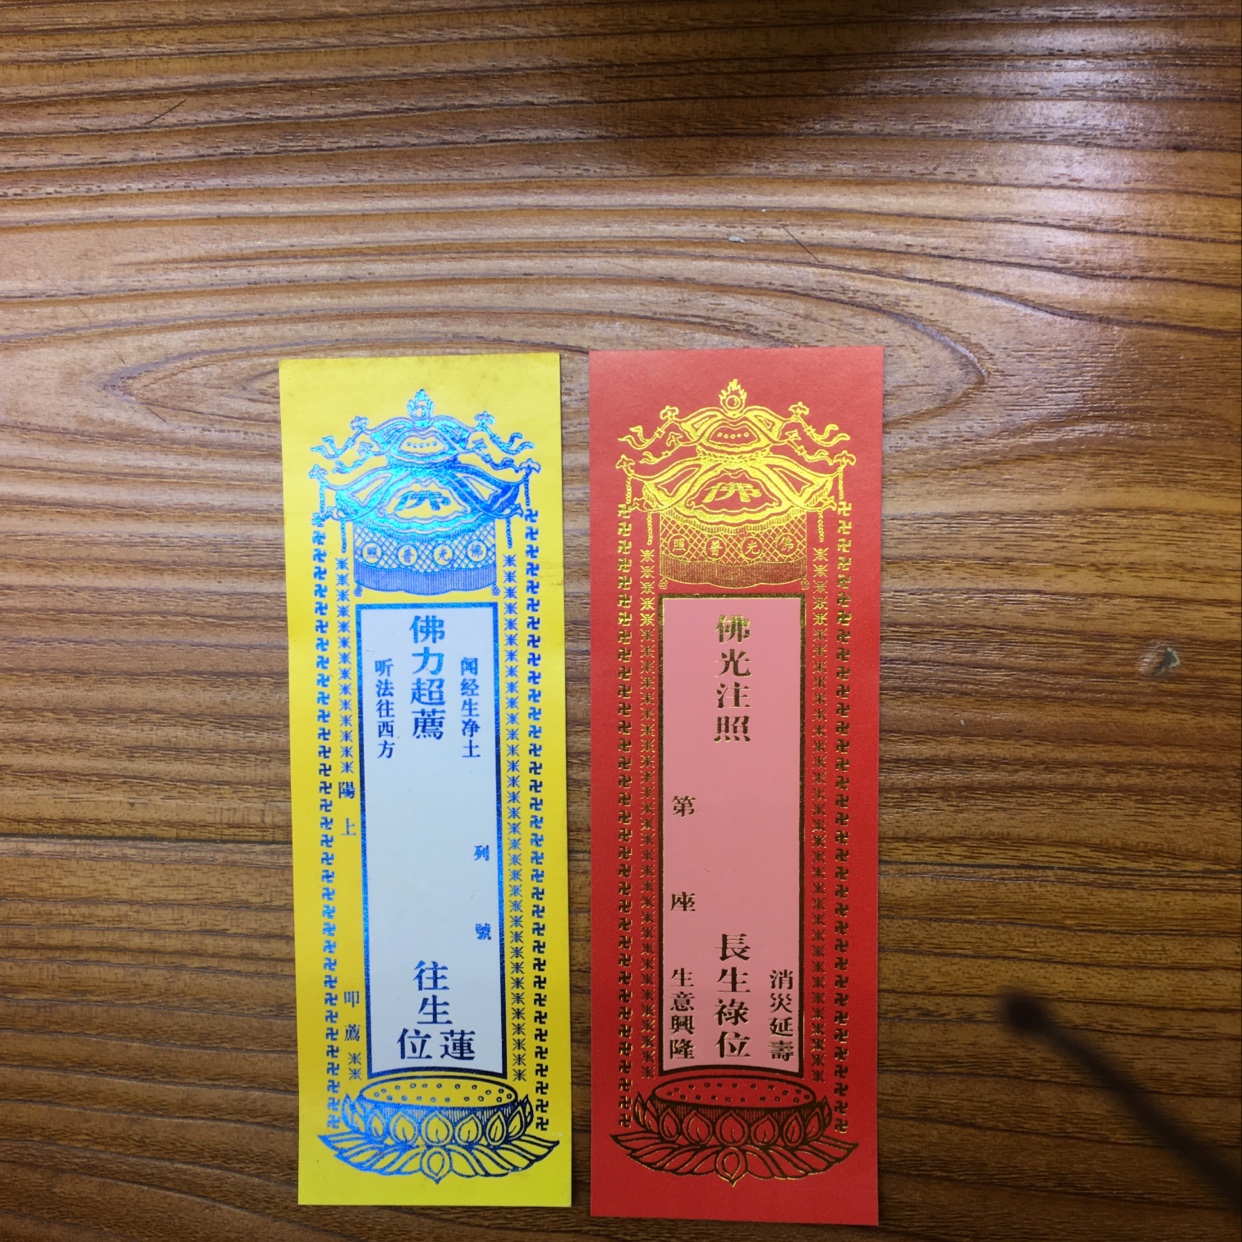 佛
佛光普照
佛力超薦
闻经生净土
听法往西方
列號
往生蓮位
陽上
叩薦
佛
佛光普照
佛光注照
第座
長生祿位
消災延壽
生意興隆